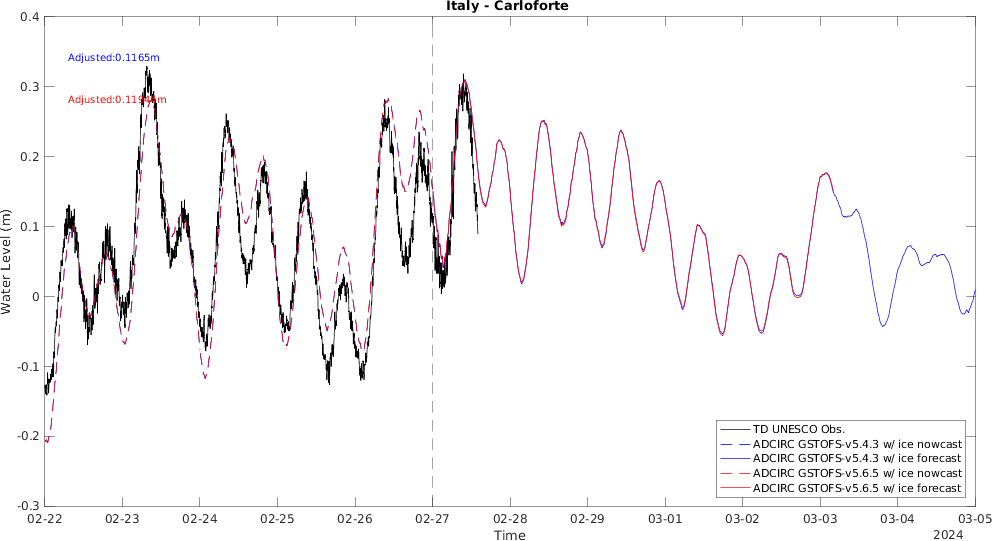 Italy - Carloforte
Adjusted:0.1165m
Water Level (m)
0.4
0.3
0.2
0.1
0
-0.1
-0.2
-0.3
TD UNESCO Obs.
ADCIRC GSTOFS-v5.4.3 w/ ice nowcast
ADCIRC GSTOFS-v5.4.3 w/ ice forecast
ADCIRC GSTOFS-v5.6.5 w/ ice nowcast
ADCIRC GSTOFS-v5.6.5 w/ ice forecast
02-22 02-23 02-24 02-25 02-26 02-27 02-28 02-29 03-01 03-02 03-03 03-04 03-05
Time
2024